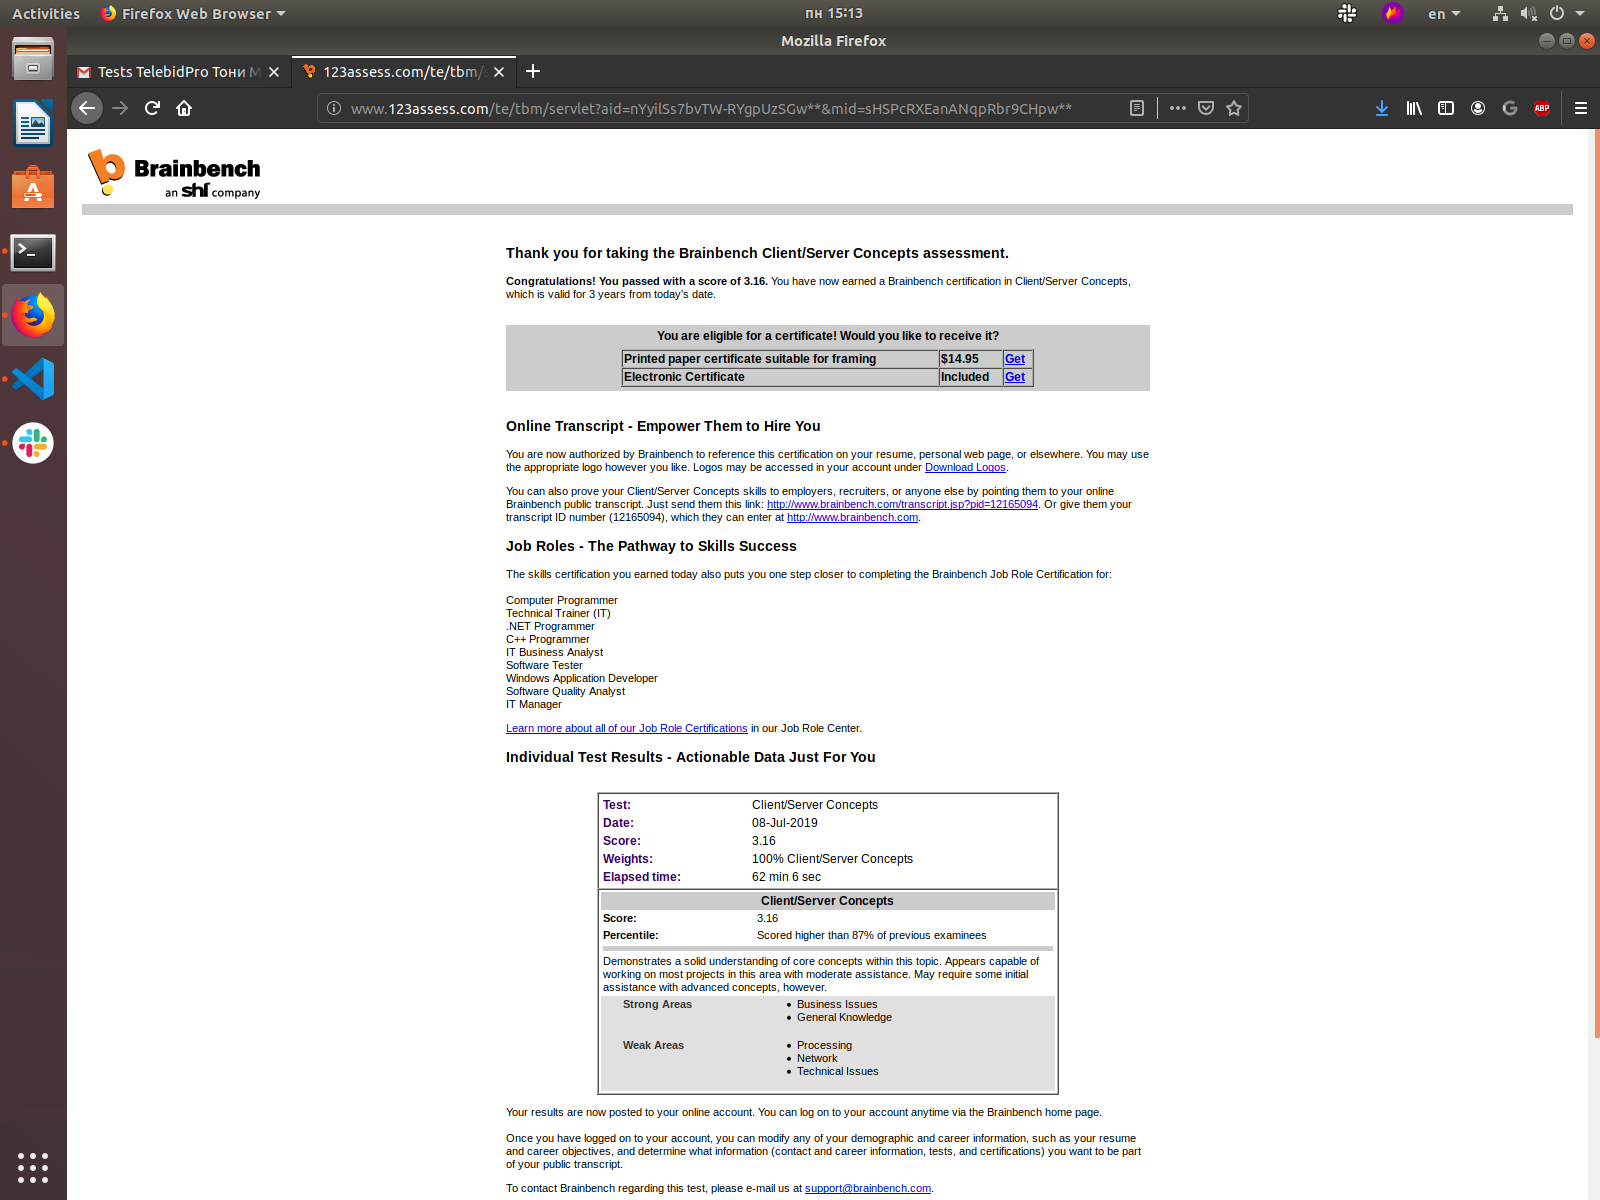 Activities
Firefox Web Browser
пн 15:13
en
Mozilla Firefox
Tests TelebidPro Тони М
123assess.com/te/tbm/
www.123assess.com/te/tbm/servlet?aid=nYyilSs7bvTW-RYgpUzSGw**&mid=sHSPcRXEanANqpRbr9CHpw**
ABP
Brainbench
an shl company
Thank you for taking the Brainbench Client/Server Concepts assessment.
Congratulations! You passed with a score of 3.16. You have now earned a Brainbench certification in Client/Server Concepts,
which is valid for 3 years from today's date.
You are eligible for a certificate! Would you like to receive it?
Printed paper certificate suitable for framing $14.95 Get
Electronic Certificate Included Get
Online Transcript - Empower Them to Hire You
You are now authorized by Brainbench to reference this certification on your resume, personal web page, or elsewhere. You may use
the appropriate logo however you like. Logos may be accessed in your account under Download Logos.
You can also prove your Client/Server Concepts skills to employers, recruiters, or anyone else by pointing them to your online
Brainbench public transcript. Just send them this link: http://www.brainbench.com/transcript.jsp?pid=12165094. Or give them your
transcript ID number (12165094), which they can enter at http://www.brainbench.com.
Job Roles - The Pathway to Skills Success
The skills certification you earned today also puts you one step closer to completing the Brainbench Job Role Certification for:
Computer Programmer
Technical Trainer (IT)
.NET Programmer
C++ Programmer
IT Business Analyst
Software Tester
Windows Application Developer
Software Quality Analyst
IT Manager
Learn more about all of our Job Role Certifications in our Job Role Center.
Individual Test Results - Actionable Data Just For You
Test: Client/Server Concepts
Date: 08-Jul-2019
Score: 3.16
Weights: 100% Client/Server Concepts
Elapsed time: 62 min 6 sec
Client/Server Concepts
Score: 3.16
Percentile: Scored higher than 87% of previous examinees
Demonstrates a solid understanding of core concepts within this topic. Appears capable of
working on most projects in this area with moderate assistance. May require some initial
assistance with advanced concepts, however.
Strong Areas • Business Issues
• General Knowledge
Weak Areas • Processing
• Network
• Technical Issues
Your results are now posted to your online account. You can log on to your account anytime via the Brainbench home page.
Once you have logged on to your account, you can modify any of your demographic and career information, such as your resume
and career objectives, and determine what information (contact and career information, tests, and certifications) you want to be part
of your public transcript.
To contact Brainbench regarding this test, please e-mail us at support@brainbench.com.